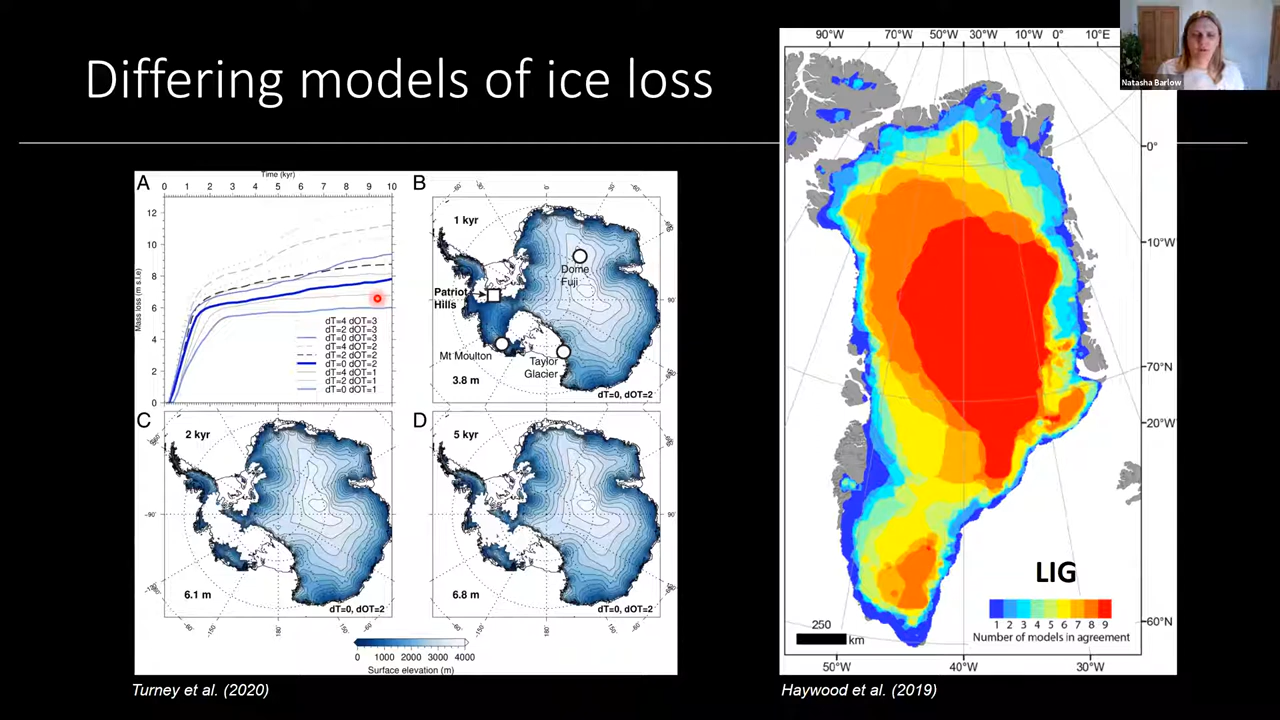 Differing models of ice loss
Natasha Barlow
A
Time (kyr)
0 1 2 3 4 5 6 7 8 9 10
Mass loss (m s.l.e)
12
10
8
6
4
2
0
dT=4 dOT=3
dT=2 dOT=3
dT=0 dOT=3
dT=4 dOT=2
dT=2 dOT=2
dT=0 dOT=2
dT=4 dOT=1
dT=2 dOT=1
dT=0 dOT=1
B
1 kyr
Dome
Fuji
Patriot
Hills
Mt Moulton
Taylor
Glacier
3.8 m
dT=0, dOT=2
C
2 kyr
6.1 m
dT=0, dOT=2
D
5 kyr
6.8 m
dT=0, dOT=2
0 1000 2000 3000 4000
Surface elevation (m)
Turney et al. (2020)
90°W 70°W 50°W 30°W 10°W 0° 10°E
0°
10°W
70°N
20°W
60°N
LIG
1 2 3 4 5 6 7 8 9
Number of models in agreement
250
km
50°W 40°W 30°W
Haywood et al. (2019)